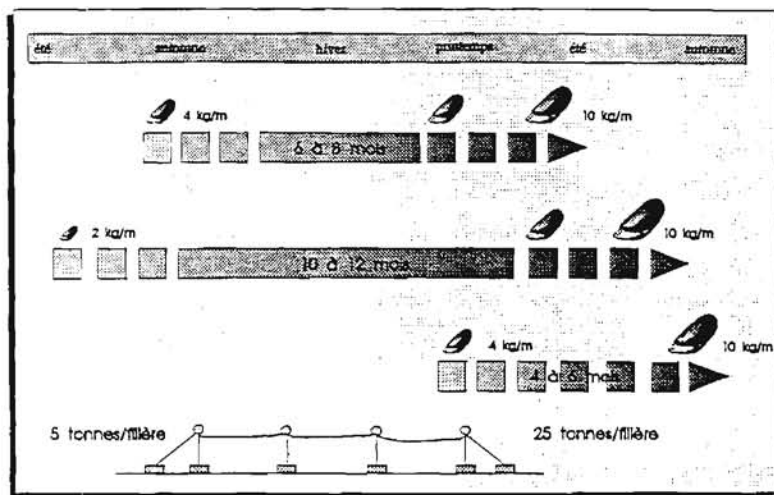 été automne hiver printemps été automne
4 kg/m 10 kg/m
6 à 8 mois
2 kg/m 10 kg/m
10 à 12 mois
4 kg/m 10 kg/m
4 à 6 mois
5 tonnes/filière 25 tonnes/filière